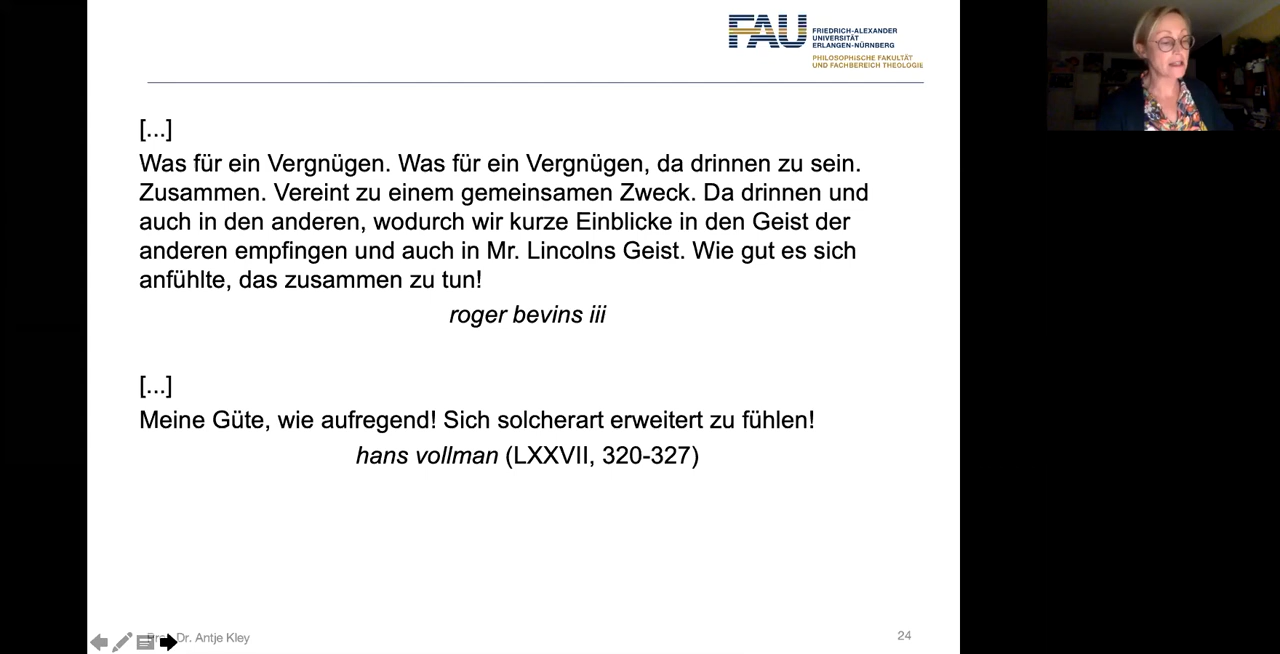 FAU
FRIEDRICH-ALEXANDER
UNIVERSITÄT
ERLANGEN-NÜRNBERG
PHILOSOPHISCHE FAKULTÄT
UND FACHBEREICH THEOLOGIE
[...]
Was für ein Vergnügen. Was für ein Vergnügen, da drinnen zu sein.
Zusammen. Vereint zu einem gemeinsamen Zweck. Da drinnen und
auch in den anderen, wodurch wir kurze Einblicke in den Geist der
anderen empfingen und auch in Mr. Lincolns Geist. Wie gut es sich
anfühlte, das zusammen zu tun!
roger bevins iii
[...]
Meine Güte, wie aufregend! Sich solcherart erweitert zu fühlen!
hans vollman (LXXVII, 320-327)
Dr. Antje Kley
24